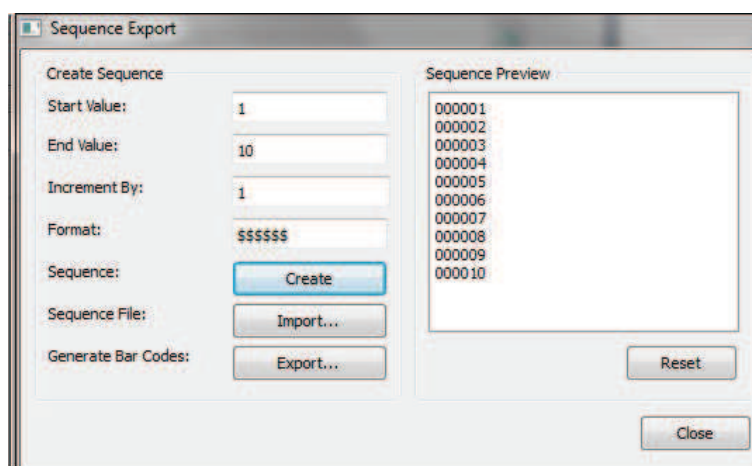 Sequence Export
Create Sequence
Start Value: 1
End Value: 10
Increment By: 1
Format: $$$$$$
Sequence: Create
Sequence File: Import...
Generate Bar Codes: Export...
Sequence Preview
000001
000002
000003
000004
000005
000006
000007
000008
000009
000010
Reset
Close